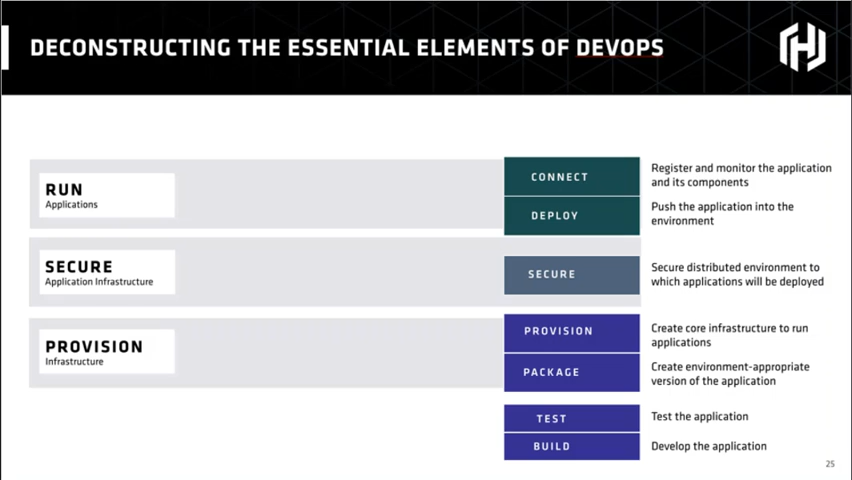 DECONSTRUCTING THE ESSENTIAL ELEMENTS OF DEVOPS
RUN
Applications
CONNECT
Register and monitor the application
and its components
DEPLOY
Push the application into the
environment
SECURE
Application Infrastructure
SECURE
Secure distributed environment to
which applications will be deployed
PROVISION
Infrastructure
PROVISION
Create core infrastructure to run
applications
PACKAGE
Create environment-appropriate
version of the application
TEST
Test the application
BUILD
Develop the application
25